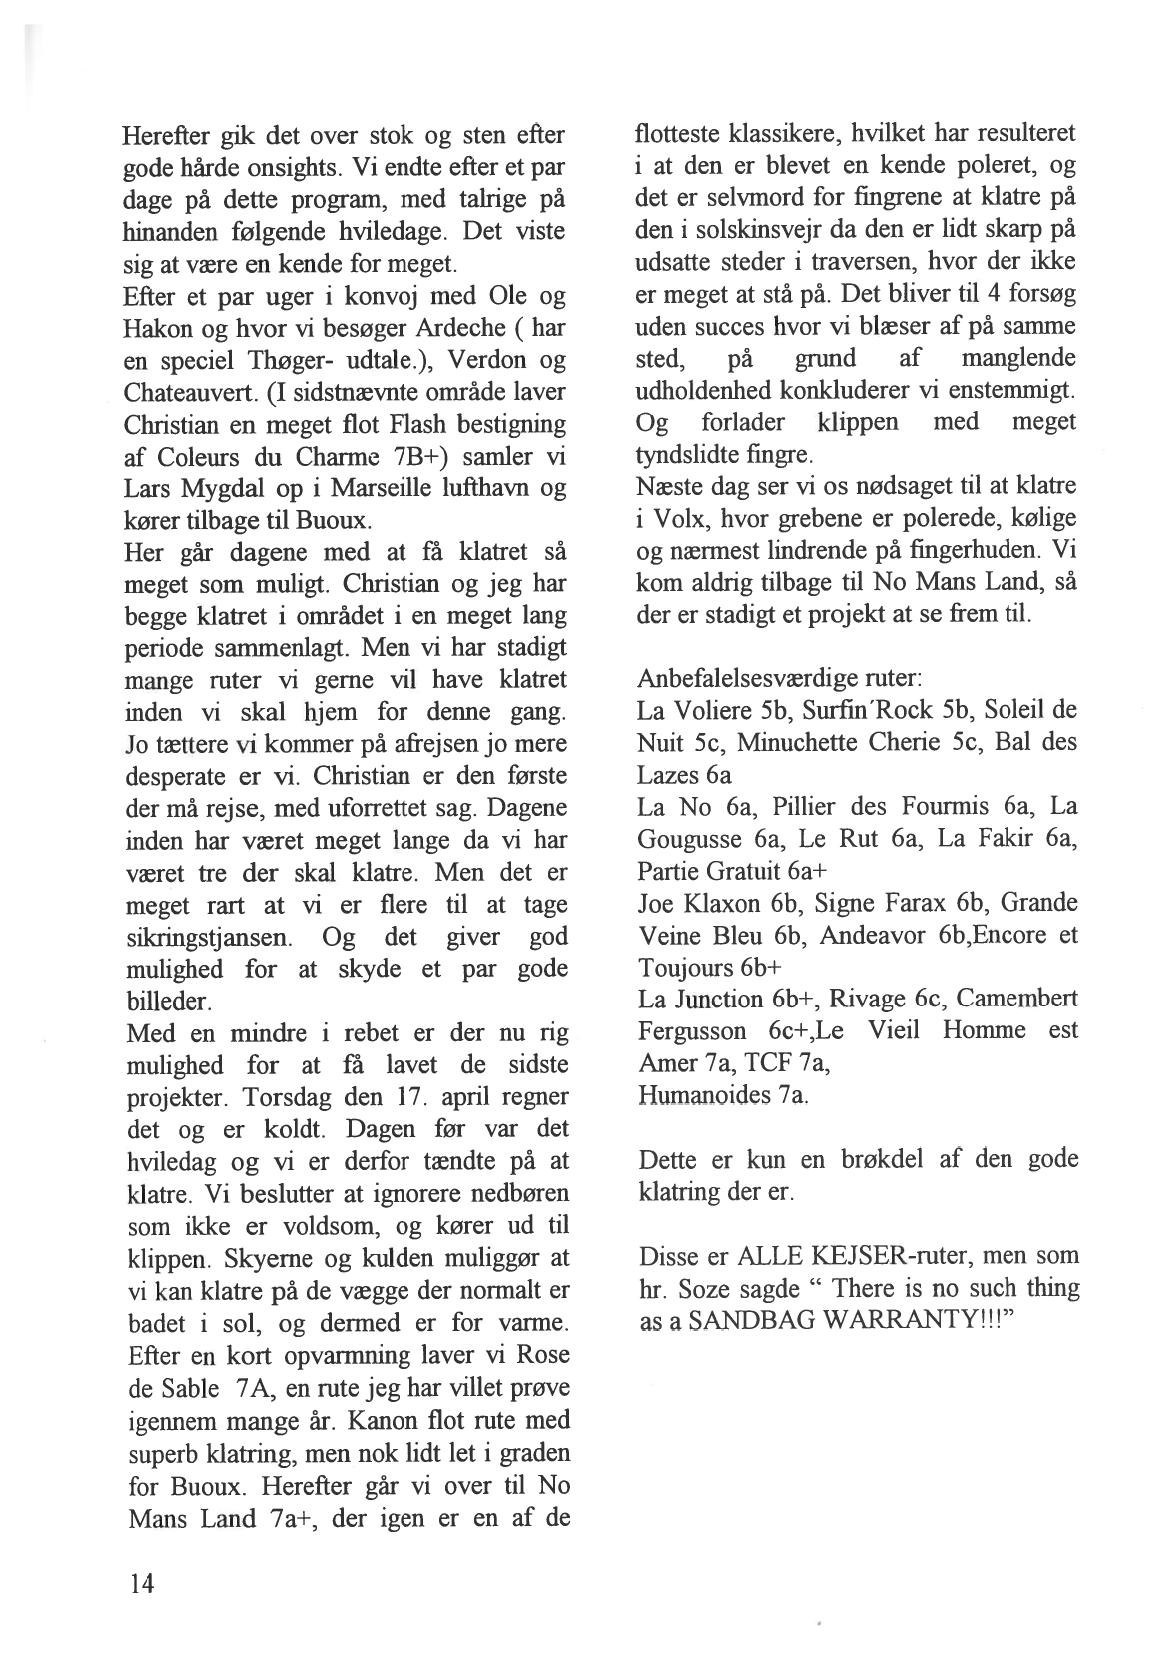 Herefter gik det over stok og sten efter
gode hårde onsights. Vi endte efter et par
dage på dette program, med talrige på
hinanden følgende hviledage. Det viste
sig at være en kende for meget.
Efter et par uger i konvoj med Ole og
Hakon og hvor vi besøger Ardeche ( har
en speciel Thøger- udtale.), Verdon og
Chateauvert. (I sidstnævnte område laver
Christian en meget flot Flash bestigning
af Coleurs du Charme 7B+) samler vi
Lars Mygdal op i Marseille lufthavn og
kører tilbage til Buoux.
Her går dagene med at få klatret så
meget som muligt. Christian og jeg har
begge klatret i området i en meget lang
periode sammenlagt. Men vi har stadigt
mange ruter vi gerne vil have klatret
inden vi skal hjem for denne gang.
Jo tættere vi kommer på afrejsen jo mere
desperate er vi. Christian er den første
der må rejse, med uforrettet sag. Dagene
inden har været meget lange da vi har
været tre der skal klatre. Men det er
meget rart at vi er flere til at tage
sikringstjansen. Og det giver god
mulighed for at skyde et par gode
billeder.
Med en mindre i rebet er der nu rig
mulighed for at få lavet de sidste
projekter. Torsdag den 17. april regner
det og er koldt. Dagen før var det
hviledag og vi er derfor tændte på at
klatre. Vi beslutter at ignorere nedbøren
som ikke er voldsom, og kører ud til
klippen. Skyerne og kulden muliggør at
vi kan klatre på de vægge der normalt er
badet i sol, og dermed er for varme.
Efter en kort opvarmning laver vi Rose
de Sable 7A, en rute jeg har villet prøve
igennem mange år. Kanon flot rute med
superb klatring, men nok lidt let i graden
for Buoux. Herefter går vi over til No
Mans Land 7a+, der igen er en af de
14
flotteste klassikere, hvilket har resulteret
i at den er blevet en kende poleret, og
det er selvmord for fingrene at klatre på
den i solskinsvejr da den er lidt skarp på
udsatte steder i traversen, hvor der ikke
er meget at stå på. Det bliver til 4 forsøg
uden succes hvor vi blæser af på samme
sted, på grund af manglende
udholdenhed konkluderer vi enstemmigt.
Og forlader klippen med meget
tyndslidte fingre.
Næste dag ser vi os nødsaget til at klatre
i Volx, hvor grebene er polerede, kølige
og nærmest lindrende på fingerhuden. Vi
kom aldrig tilbage til No Mans Land, så
der er stadigt et projekt at se frem til.
Anbefalelsesværdige ruter:
La Voliere 5b, Surfin´Rock 5b, Soleil de
Nuit 5c, Minuchette Cherie 5c, Bal des
Lazes 6a
La No 6a, Pillier des Fourmis 6a, La
Gougusse 6a, Le Rut 6a, La Fakir 6a,
Partie Gratuit 6a+
Joe Klaxon 6b, Signe Farax 6b, Grande
Veine Bleu 6b, Andeavor 6b,Encore et
Toujours 6b+
La Junction 6b+, Rivage 6c, Camembert
Fergusson 6c+,Le Vieil Homme est
Amer 7a, TCF 7a,
Humanoides 7a.
Dette er kun en brøkdel af den gode
klatring der er.
Disse er ALLE KEJSER-ruter, men som
hr. Soze sagde “ There is no such thing
as a SANDBAG WARRANTY!!!”